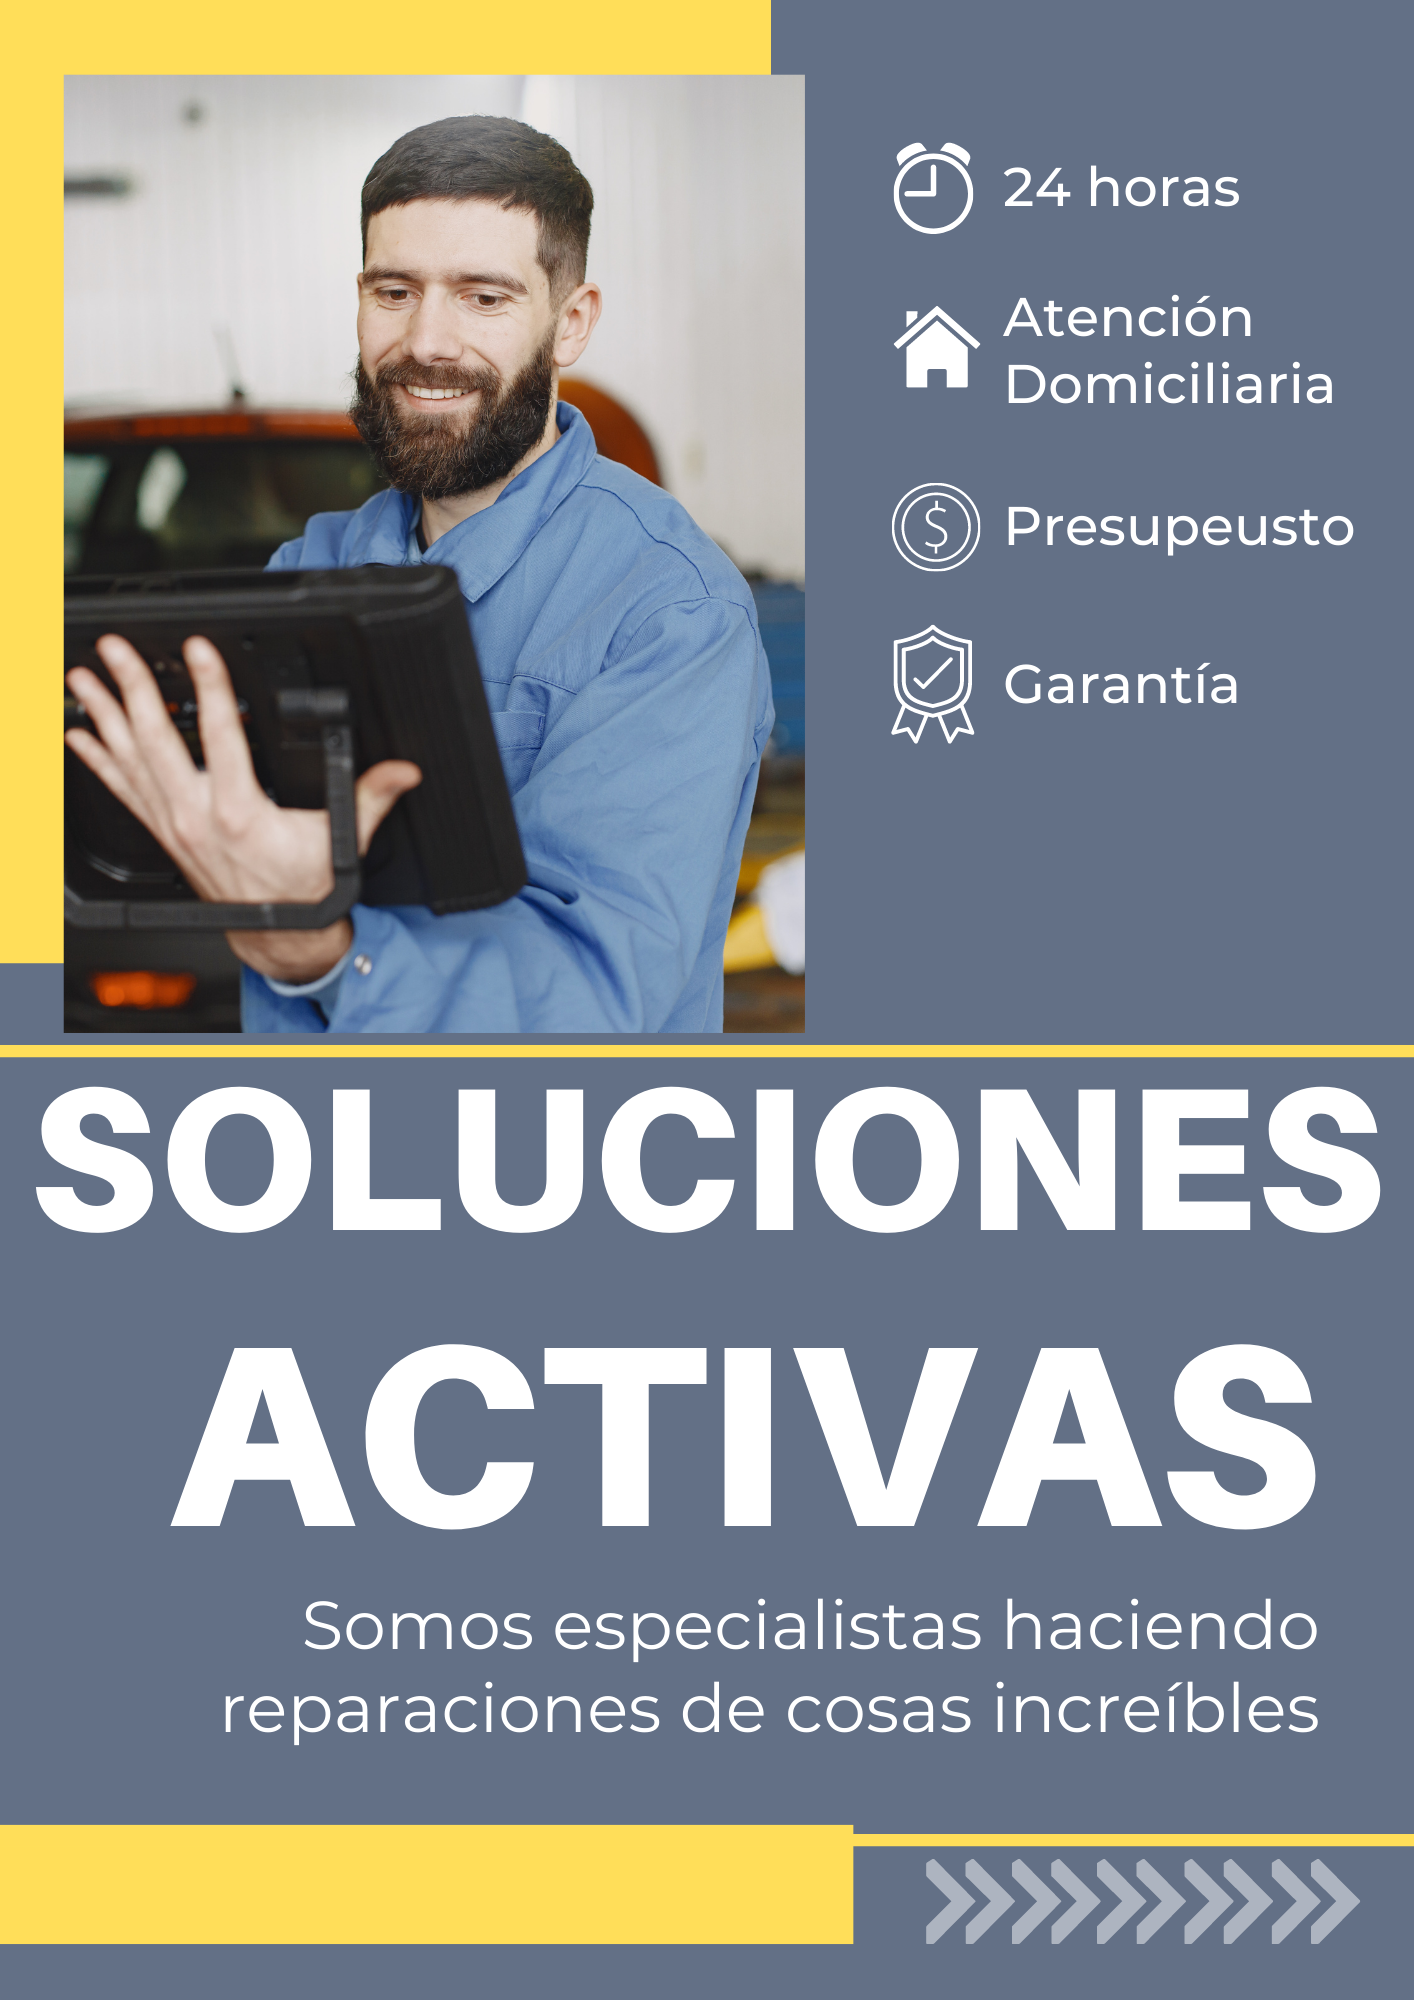 24 horas
Atención
Domiciliaria
Presupeusto
Garantía
SOLUCIONES
ACTIVAS
Somos especialistas haciendo
reparaciones de cosas increíbles